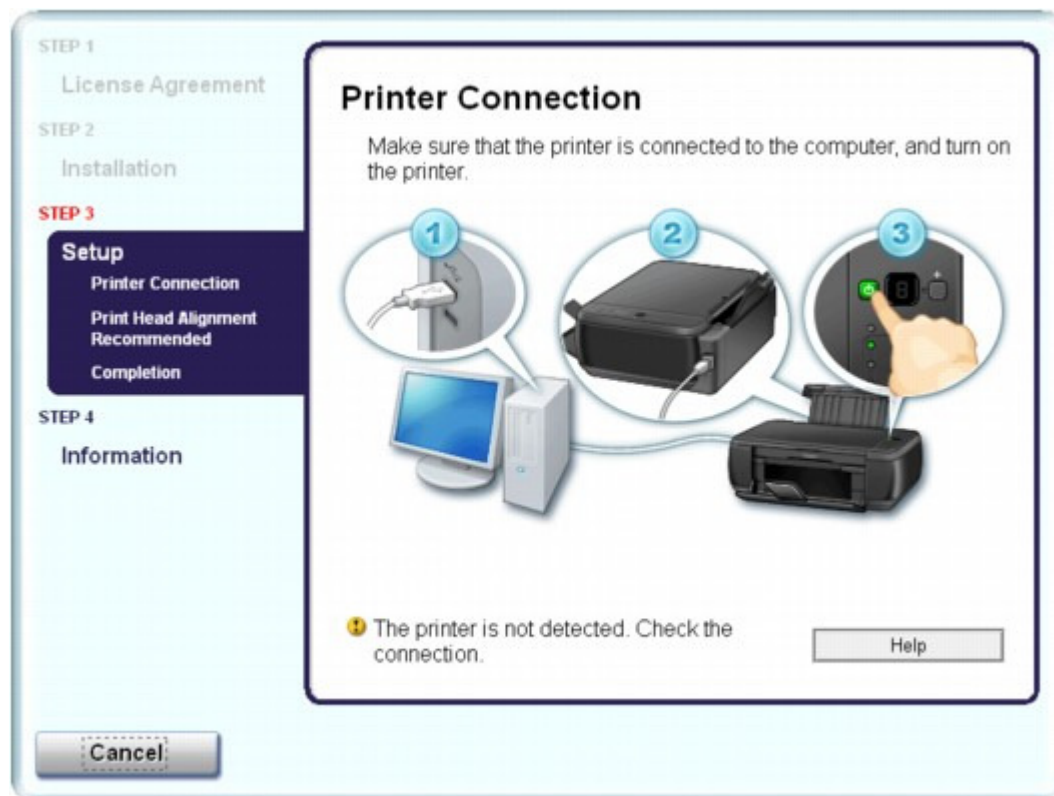 STEP 1
License Agreement
STEP 2
Installation
STEP 3
Setup
Printer Connection
Print Head Alignment
Recommended
Completion
STEP 4
Information
Printer Connection
Make sure that the printer is connected to the computer, and turn on
the printer.
1
2
3
The printer is not detected. Check the
connection.
Help
Cancel